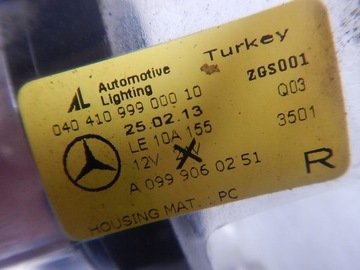 AL Automotive Lighting
Turkey
040 410 999 000 10
ZGS001
25.02.13
Q03
LE 10A 155
3501
12V
A 099 906 02 51
R
HOUSING MAT.: PC